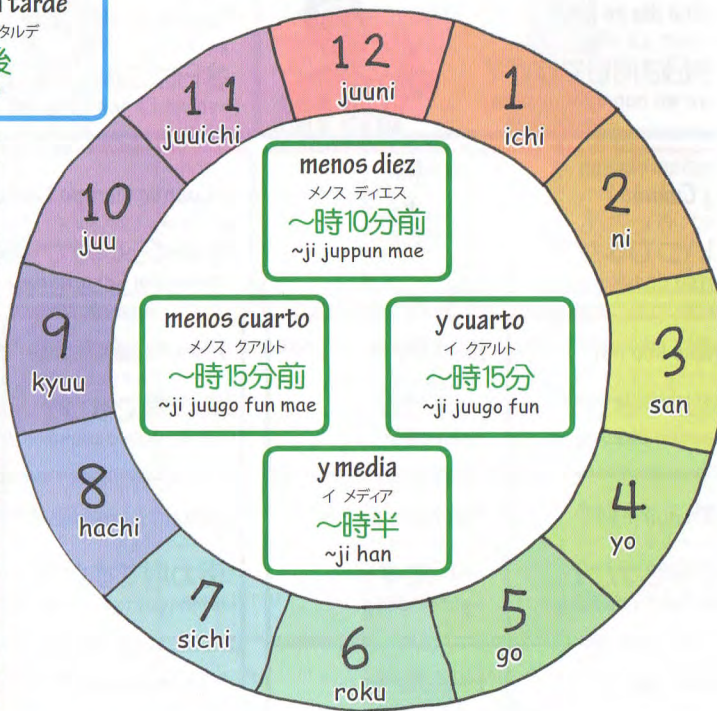 tarde
タルデ
後
12
juuni
1
ichi
2
ni
3
san
4
yo
5
go
6
roku
7
sichi
8
hachi
9
kyuu
10
juu
11
juuichi
menos diez
メノス ディエス
～時10分前
~ji juppun mae
menos cuarto
メノス クアルト
～時15分前
~ji juugo fun mae
y cuarto
イ クアルト
～時15分
~ji juugo fun
y media
イ メディア
～時半
~ji han